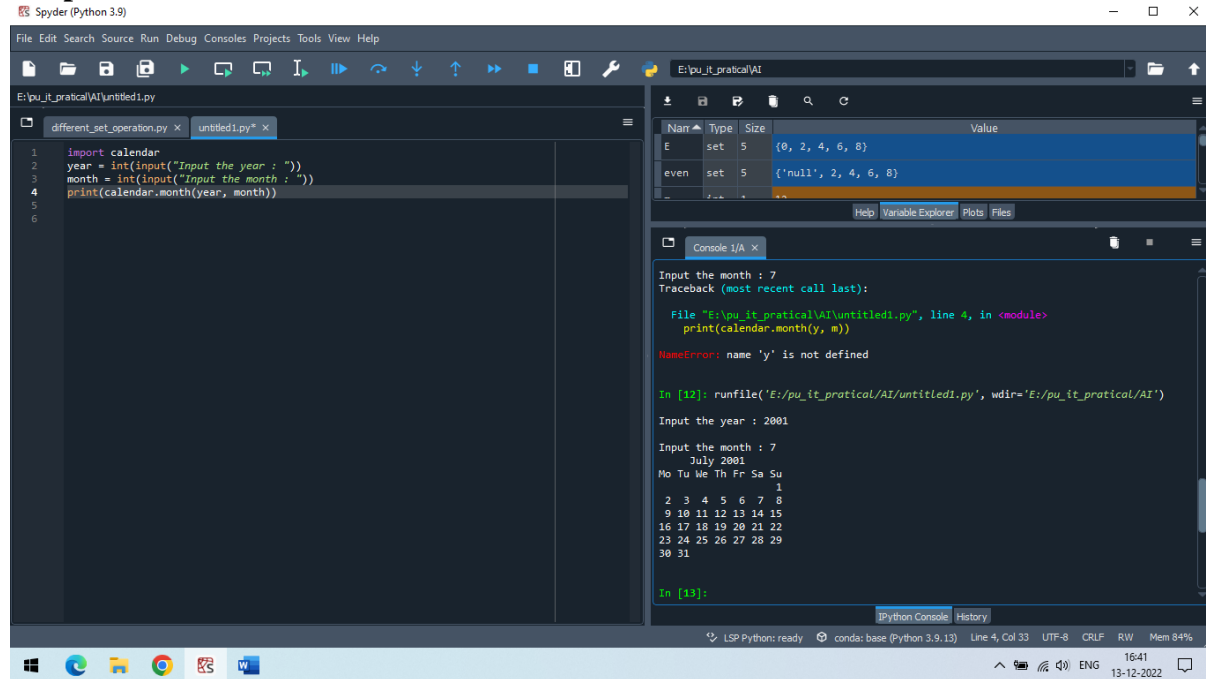 Spyder (Python 3.9)
File Edit Search Source Run Debug Consoles Projects Tools View Help
E:\pu_it_pratical\AI
E:\pu_it_pratical\AI\untitled1.py
different_set_operation.py
untitled1.py*
1 import calendar
2 year = int(input("Input the year : "))
3 month = int(input("Input the month : "))
4 print(calendar.month(year, month))
5
6
Nam Type Size Value
E set 5 {0, 2, 4, 6, 8}
even set 5 {'null', 2, 4, 6, 8}
Help Variable Explorer Plots Files
Console 1/A
Input the month : 7
Traceback (most recent call last):
File "E:\pu_it_pratical\AI\untitled1.py", line 4, in <module>
print(calendar.month(y, m))
NameError: name 'y' is not defined
In [12]: runfile('E:/pu_it_pratical/AI/untitled1.py', wdir='E:/pu_it_pratical/AI')
Input the year : 2001
Input the month : 7
July 2001
Mo Tu We Th Fr Sa Su
1
2 3 4 5 6 7 8
9 10 11 12 13 14 15
16 17 18 19 20 21 22
23 24 25 26 27 28 29
30 31
In [13]:
IPython Console History
LSP Python: ready conda: base (Python 3.9.13) Line 4, Col 33 UTF-8 CRLF RW Mem 84%
ENG 16:41
13-12-2022